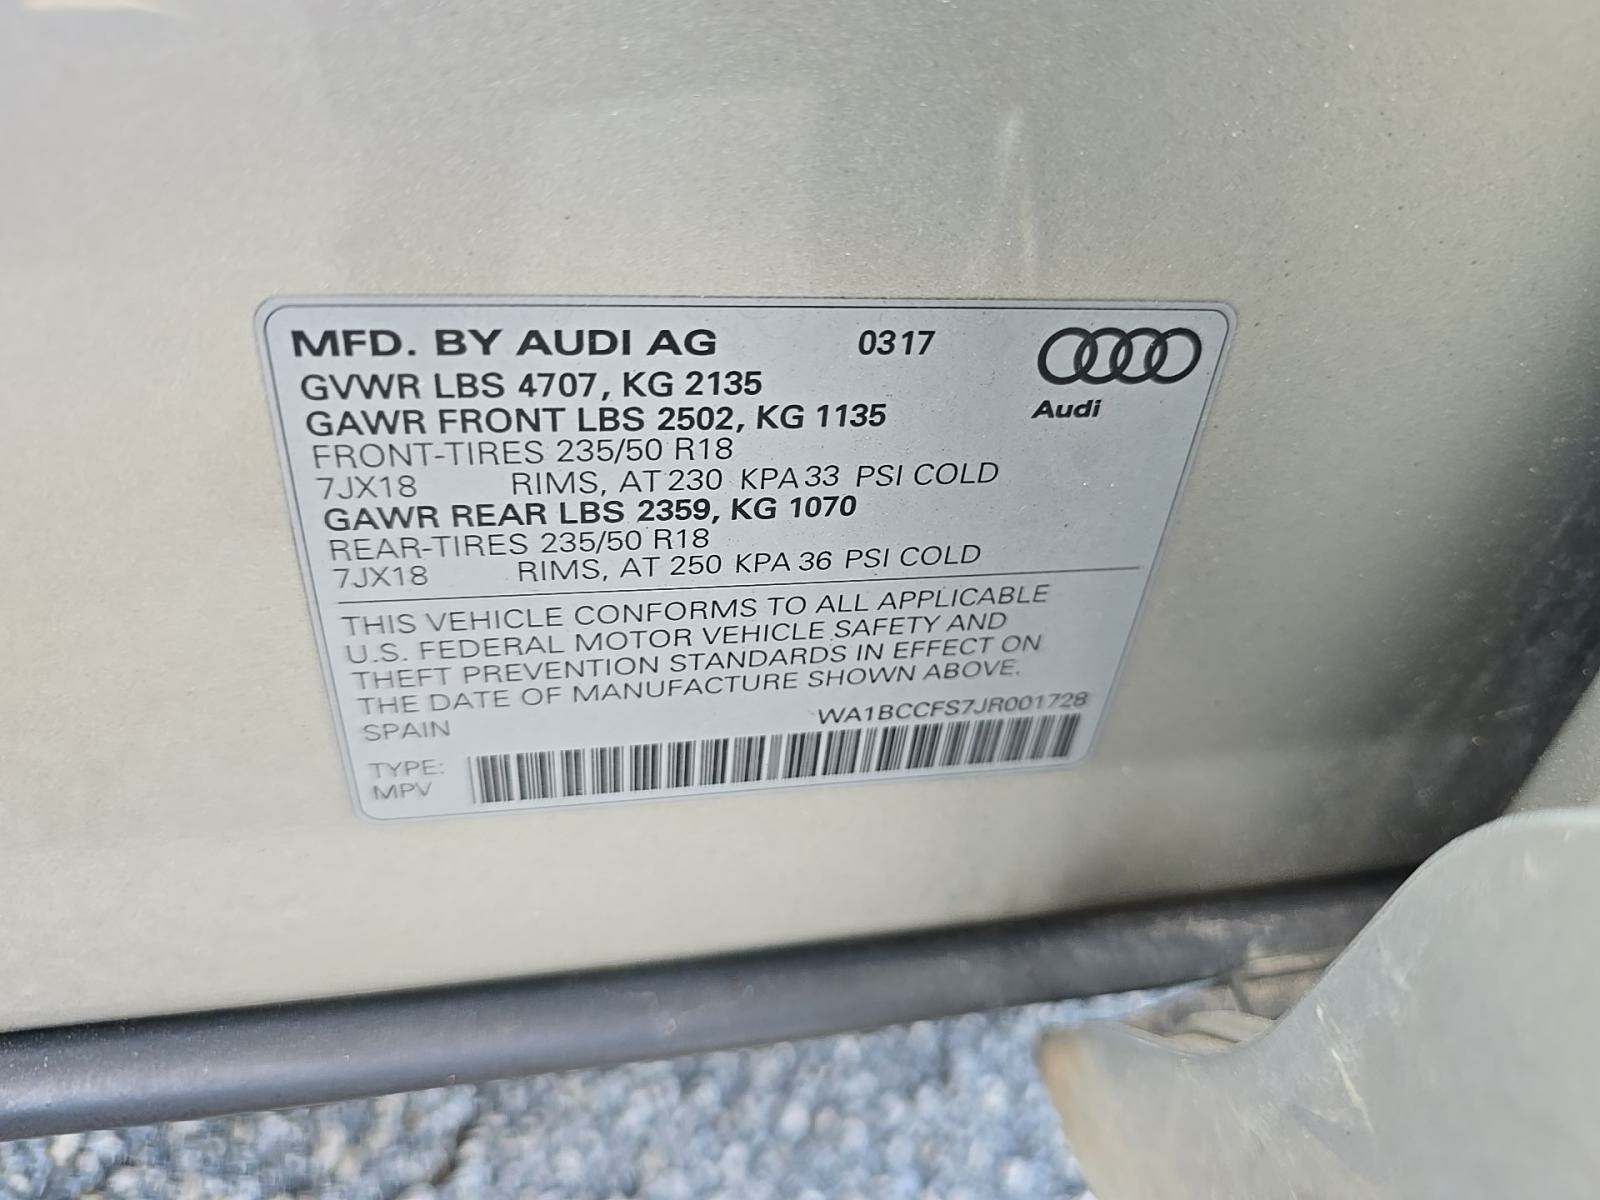 MFD. BY AUDI AG 0317
GVWR LBS 4707, KG 2135
GAWR FRONT LBS 2502, KG 1135
Audi
FRONT-TIRES 235/50 R18
7JX18 RIMS, AT 230 KPA 33 PSI COLD
GAWR REAR LBS 2359, KG 1070
REAR-TIRES 235/50 R18
7JX18 RIMS, AT 250 KPA 36 PSI COLD
THIS VEHICLE CONFORMS TO ALL APPLICABLE
U.S. FEDERAL MOTOR VEHICLE SAFETY AND
THEFT PREVENTION STANDARDS IN EFFECT ON
THE DATE OF MANUFACTURE SHOWN ABOVE.
SPAIN WA1BCCFS7JR001728
TYPE:
MPV